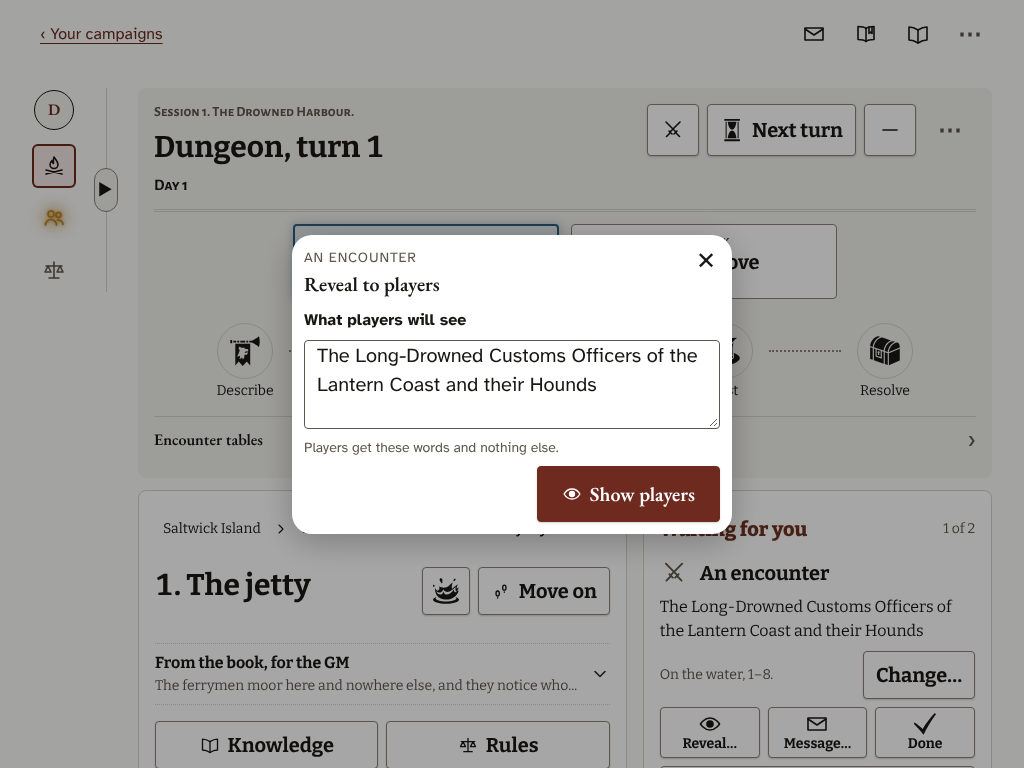 ‹ Your campaigns
D
Session 1. The Drowned Harbour.
Dungeon, turn 1
Day 1
Next turn
Describe
Resolve
Encounter tables
AN ENCOUNTER
Reveal to players
What players will see
The Long-Drowned Customs Officers of the
Lantern Coast and their Hounds
Players get these words and nothing else.
Show players
Saltwick Island
1. The jetty
Move on
From the book, for the GM
The ferrymen moor here and nowhere else, and they notice who...
Knowledge
Rules
for you
1 of 2
An encounter
The Long-Drowned Customs Officers of
the Lantern Coast and their Hounds
On the water, 1–8.
Change...
Reveal...
Message...
Done